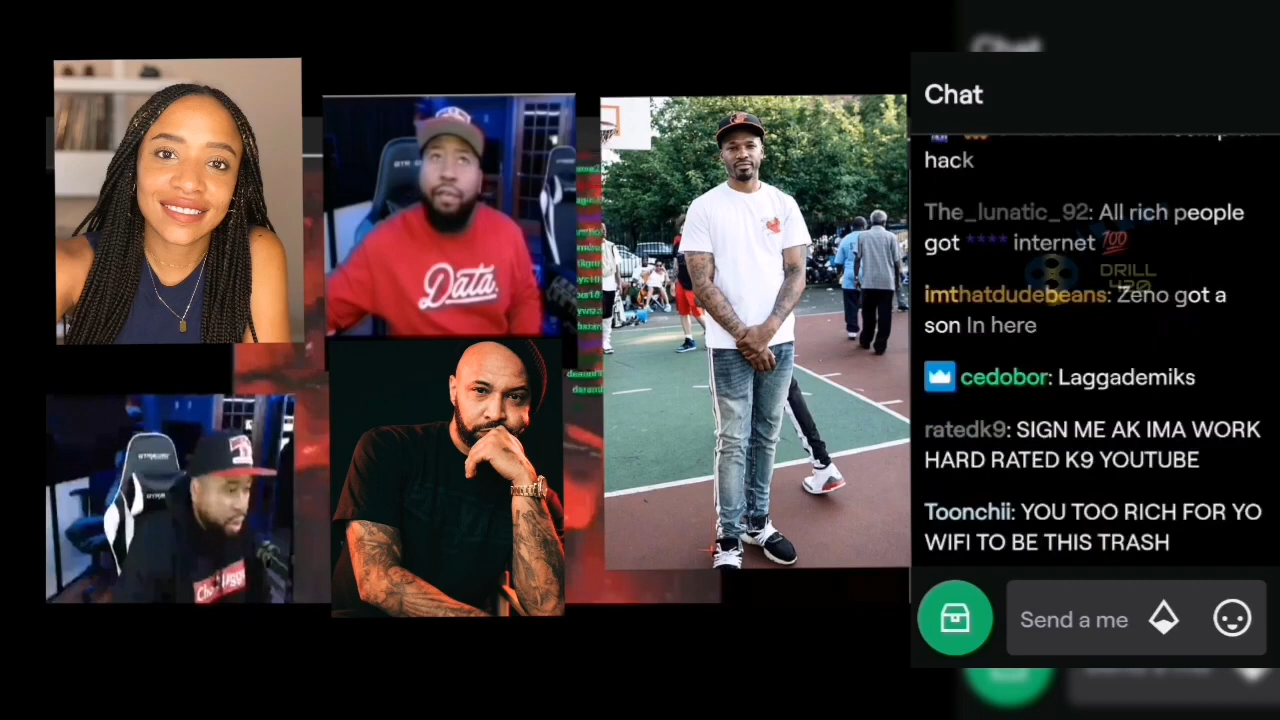 Data.
Chat
hack
The_lunatic_92: All rich people
got **** internet 💯
DRILL
imthatdudebeans: Zeno got a
son In here
cedobor: Laggademiks
ratedk9: SIGN ME AK IMA WORK
HARD RATED K9 YOUTUBE
Toonchii: YOU TOO RICH FOR YO
WIFI TO BE THIS TRASH
Send a me